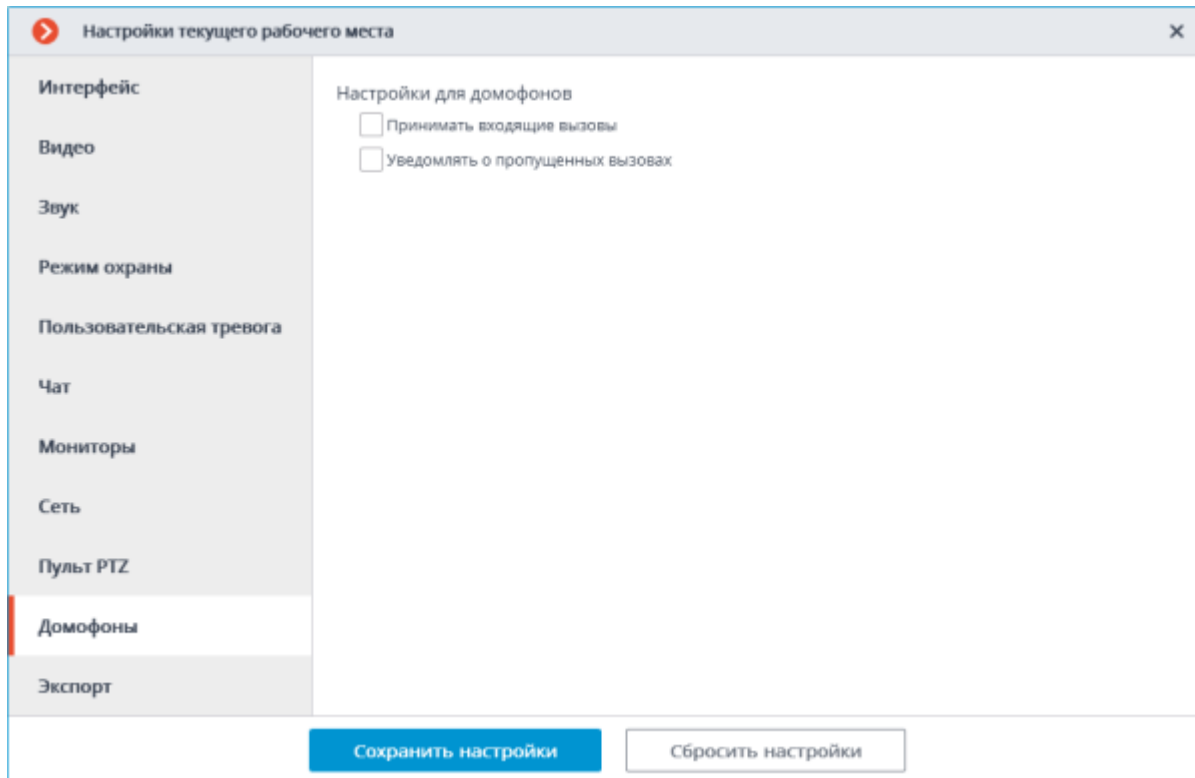 Настройки текущего рабочего места
Интерфейс
Видео
Звук
Режим охраны
Пользовательская тревога
Чат
Мониторы
Сеть
Пульт PTZ
Домофоны
Экспорт
Настройки для домофонов
Принимать входящие вызовы
Уведомлять о пропущенных вызовах
Сохранить настройки
Сбросить настройки